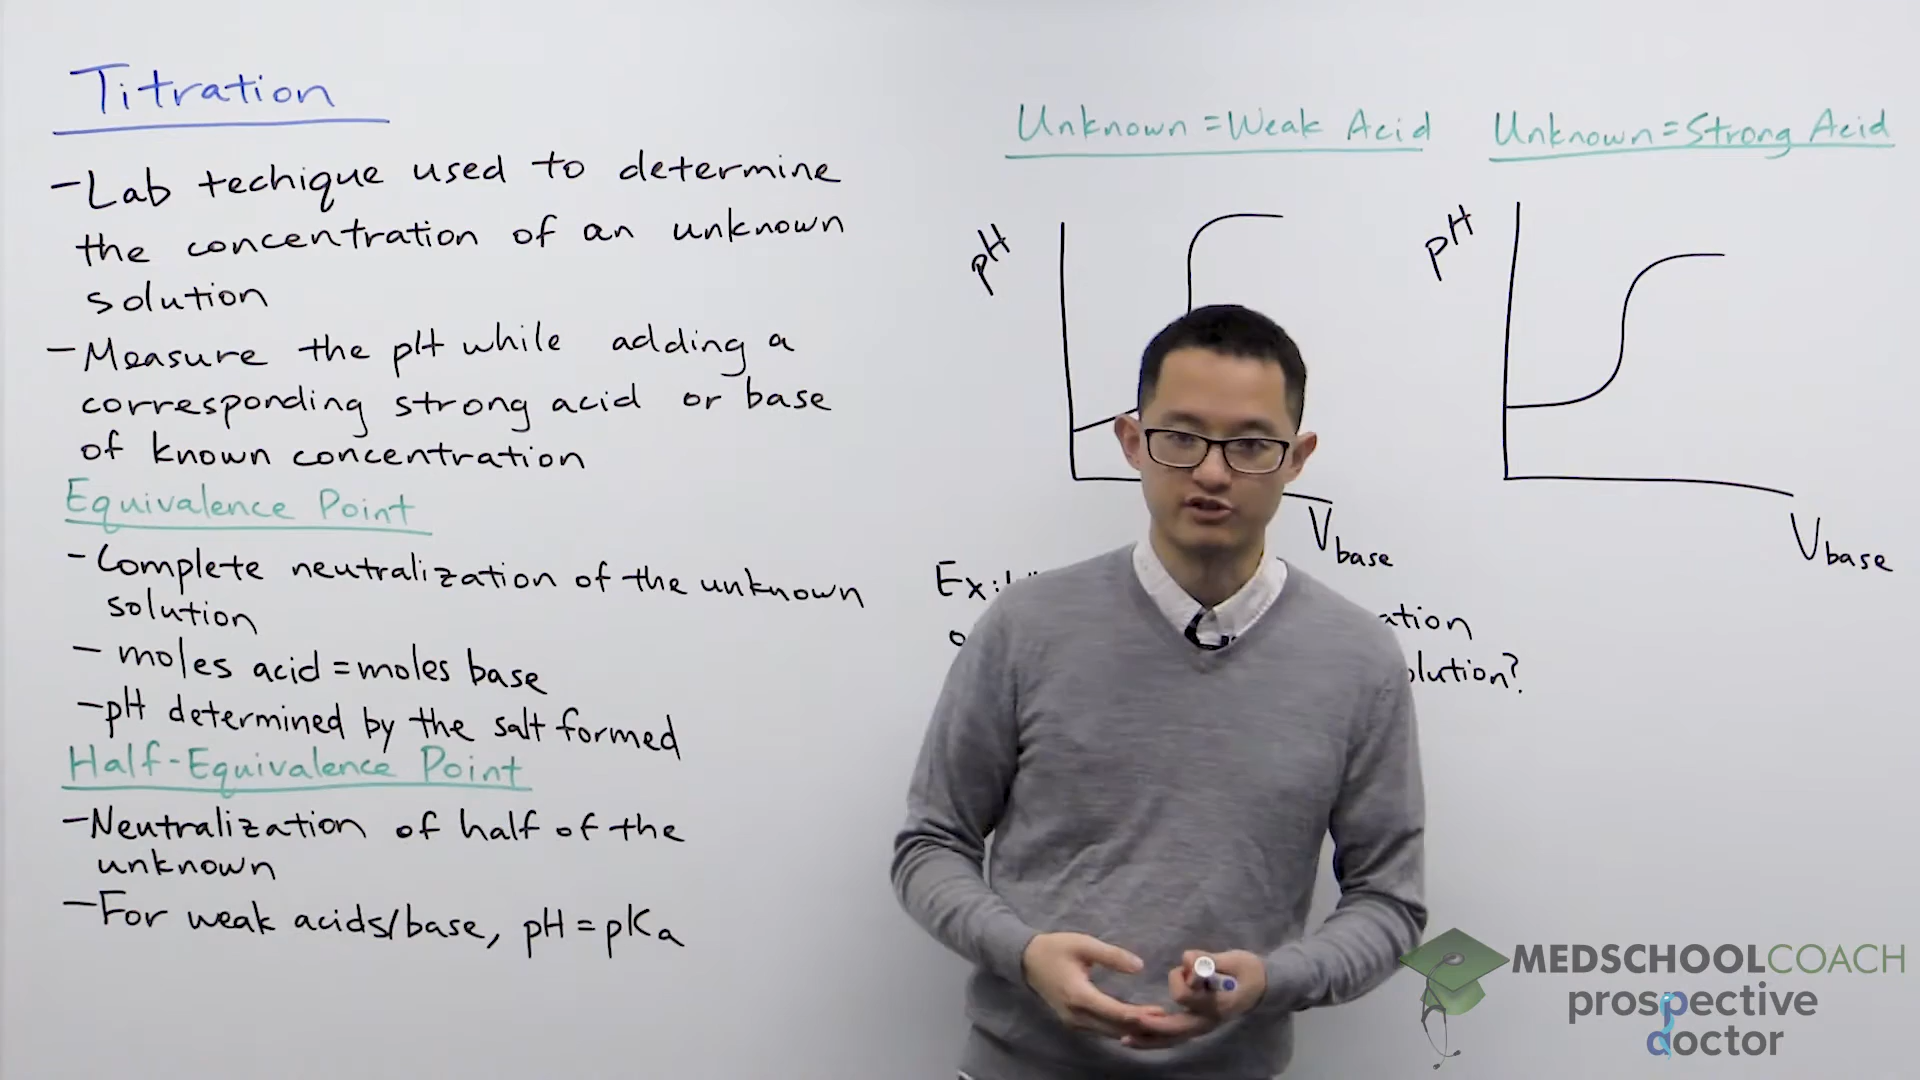 Titration
-Lab techique used to determine
the concentration of an unknown
solution
-Measure the pH while adding a
corresponding strong acid or base
of known concentration
Equivalence Point
-Complete neutralization of the unknown
solution
-moles acid=moles base
-pH determined by the salt formed
Half-Equivalence Point
-Neutralization of half of the
unknown
-For weak acids/base, pH=pKa
Unknown=Weak Acid
pH
Vbase
Unknown=Strong Acid
pH
Vbase
Ex:
MEDSCHOOLCOACH
prospective
doctor